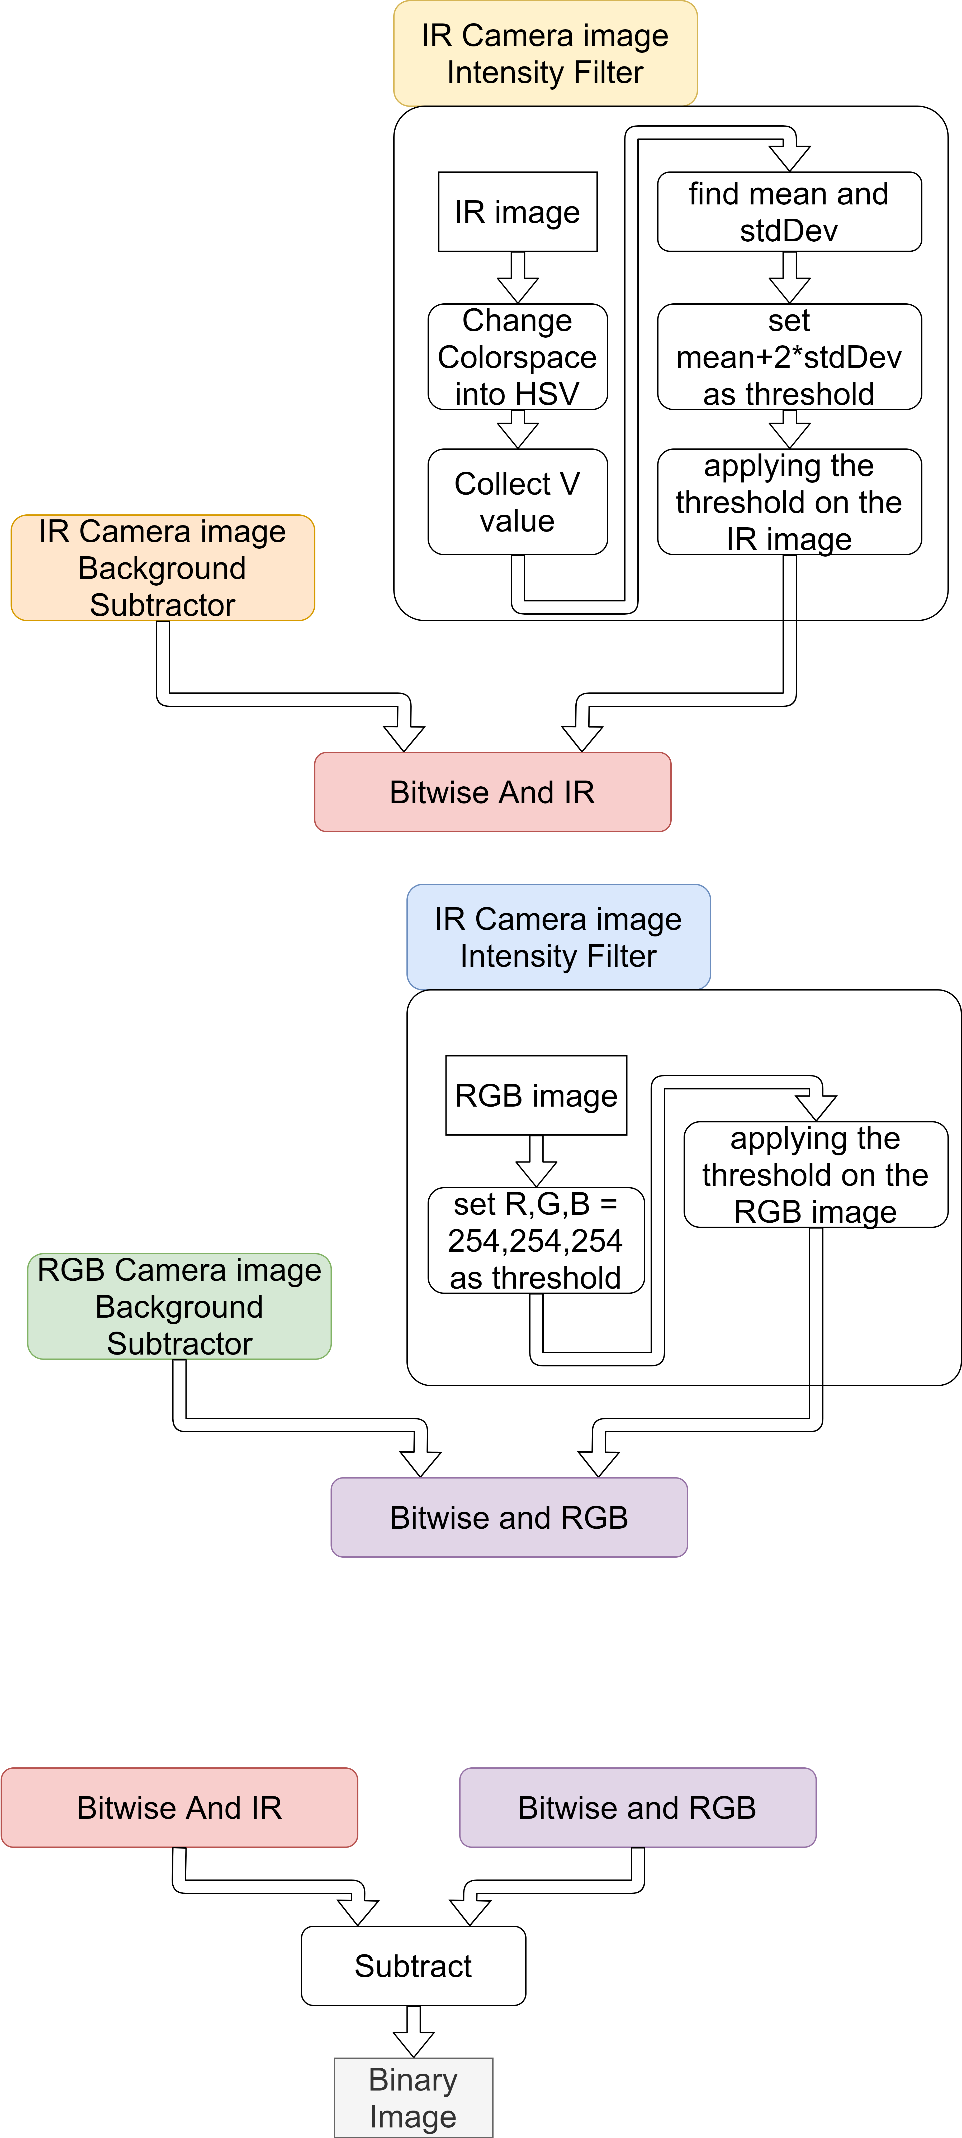 IR Camera image
Intensity Filter
IR image
Change
Colorspace
into HSV
Collect V
value
find mean and
stdDev
set
mean+2*stdDev
as threshold
applying the
threshold on the
IR image
IR Camera image
Background
Subtractor
Bitwise And IR
IR Camera image
Intensity Filter
RGB image
set R,G,B =
254,254,254
as threshold
applying the
threshold on the
RGB image
RGB Camera image
Background
Subtractor
Bitwise and RGB
Bitwise And IR
Bitwise and RGB
Subtract
Binary
Image